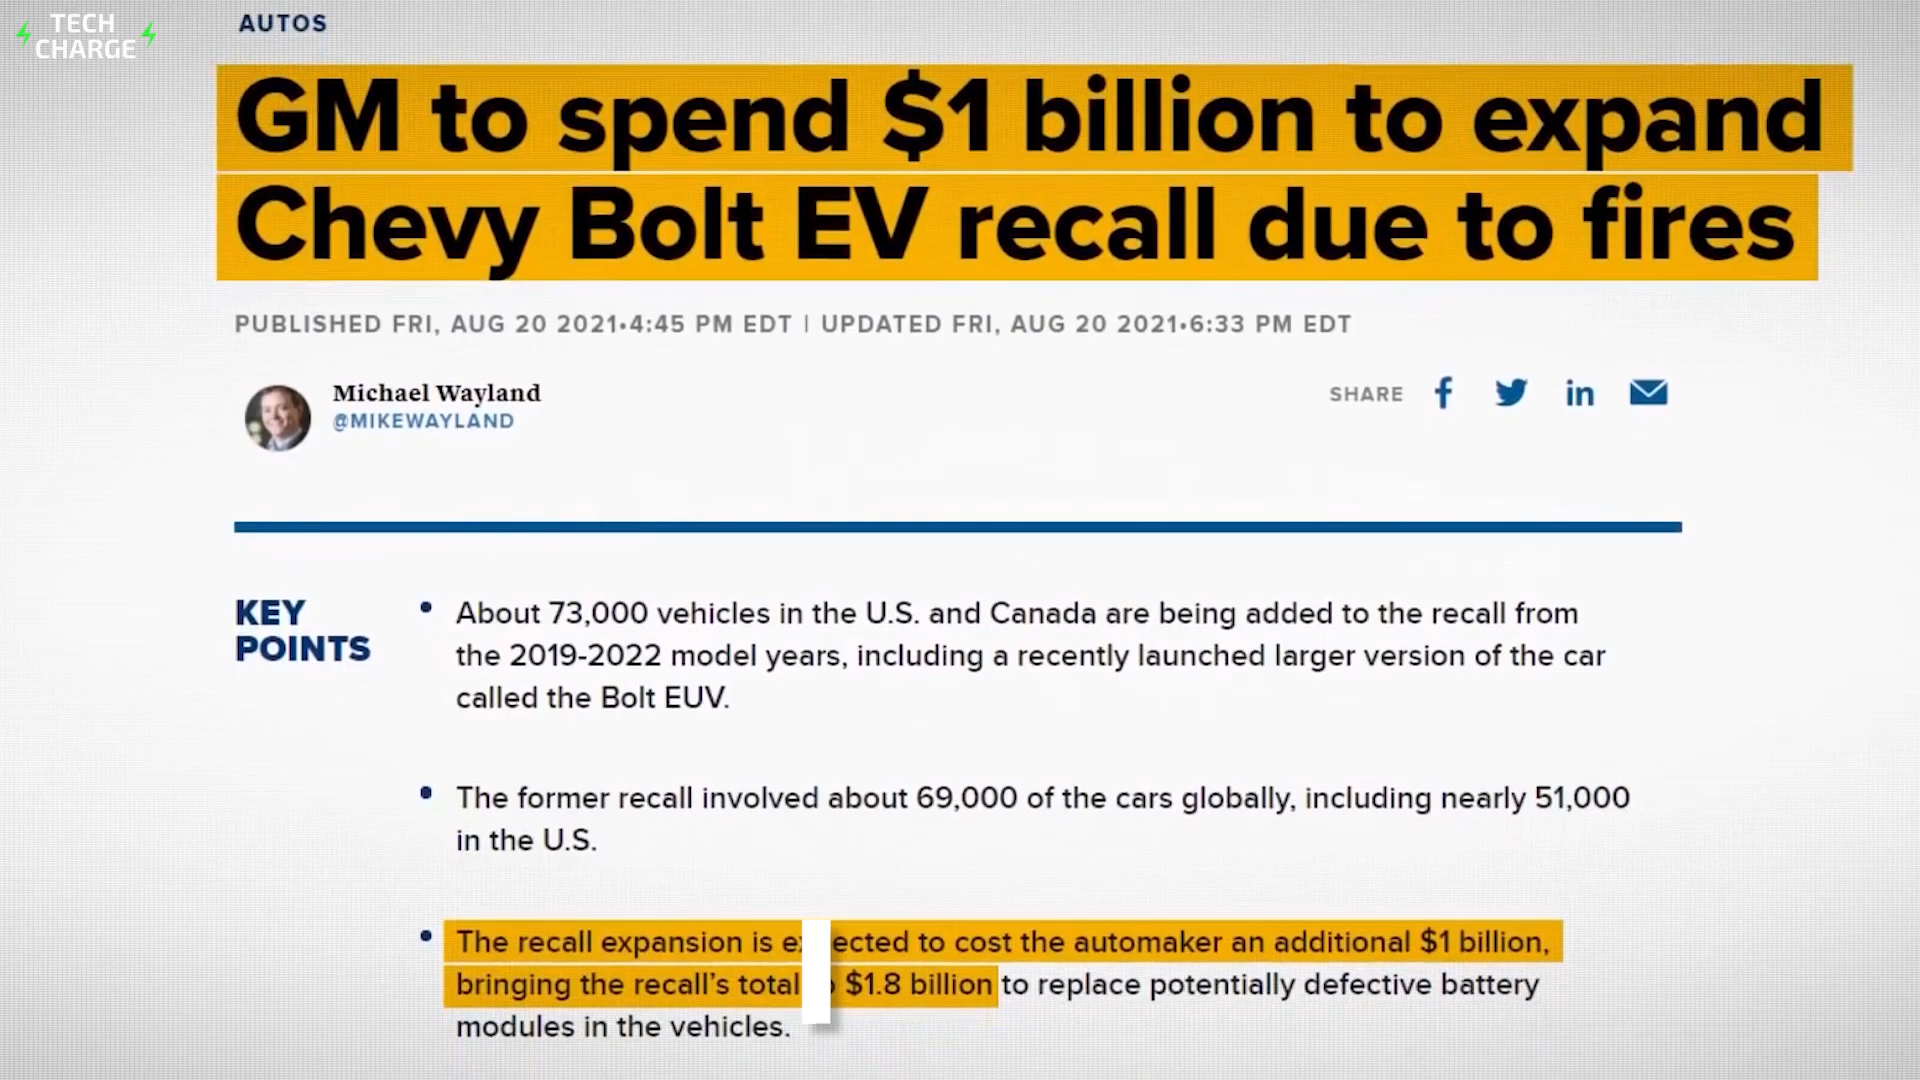 TECH
CHARGE
AUTOS
GM to spend $1 billion to expand
Chevy Bolt EV recall due to fires
PUBLISHED FRI, AUG 20 2021•4:45 PM EDT | UPDATED FRI, AUG 20 2021•6:33 PM EDT
Michael Wayland
@MIKEWAYLAND
SHARE
KEY
POINTS
• About 73,000 vehicles in the U.S. and Canada are being added to the recall from
the 2019-2022 model years, including a recently launched larger version of the car
called the Bolt EUV.
• The former recall involved about 69,000 of the cars globally, including nearly 51,000
in the U.S.
• The recall expansion is ected to cost the automaker an additional $1 billion,
bringing the recall's total $1.8 billion to replace potentially defective battery
modules in the vehicles.